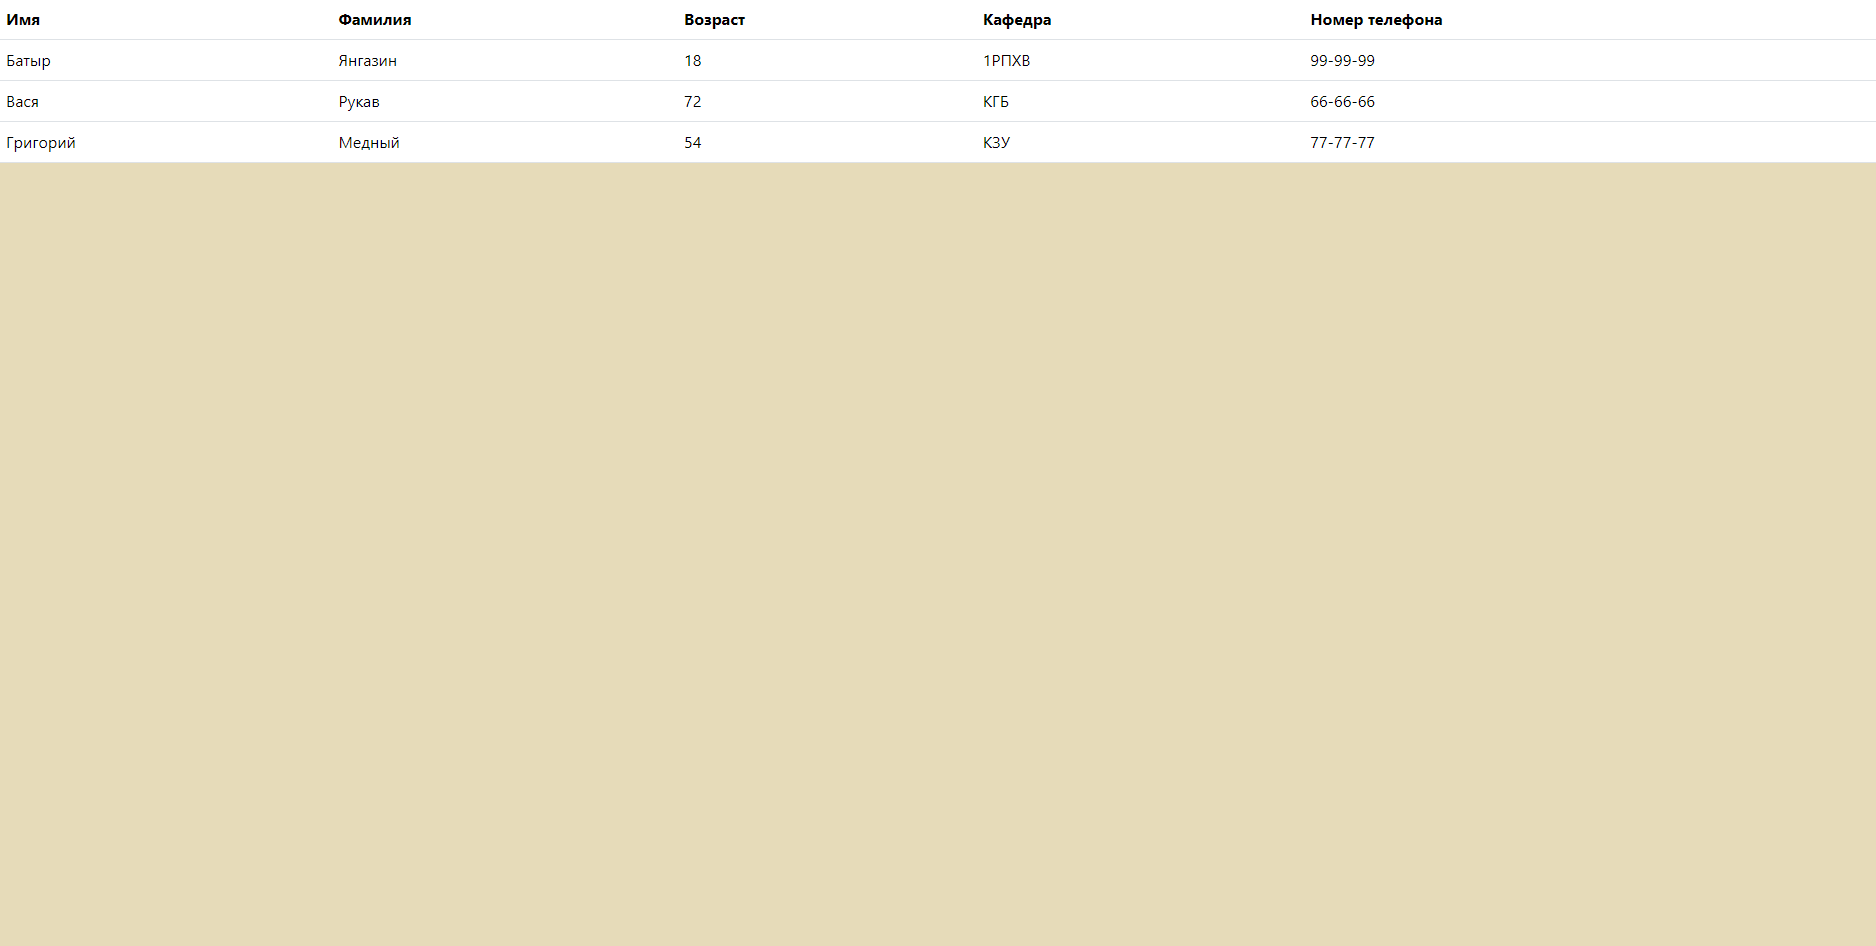 Имя Фамилия Возраст Кафедра Номер телефона
Батыр Янгазин 18 1РПХВ 99-99-99
Вася Рукав 72 КГБ 66-66-66
Григорий Медный 54 КЗУ 77-77-77